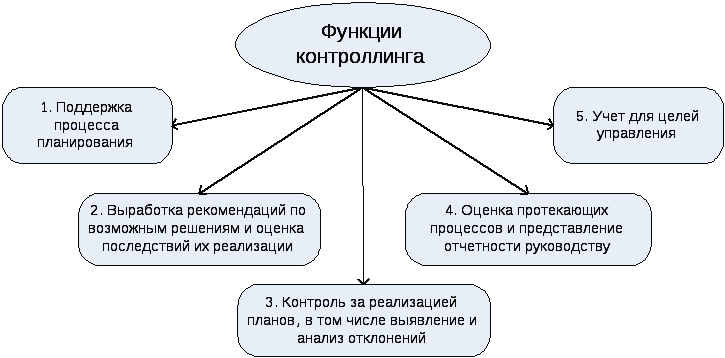 Функции
контроллинга
1. Поддержка
процесса
планирования
2. Выработка рекомендаций по
возможным решениям и оценка
последствий их реализации
3. Контроль за реализацией
планов, в том числе выявление и
анализ отклонений
4. Оценка протекающих
процессов и представление
отчетности руководству
5. Учет для целей
управления